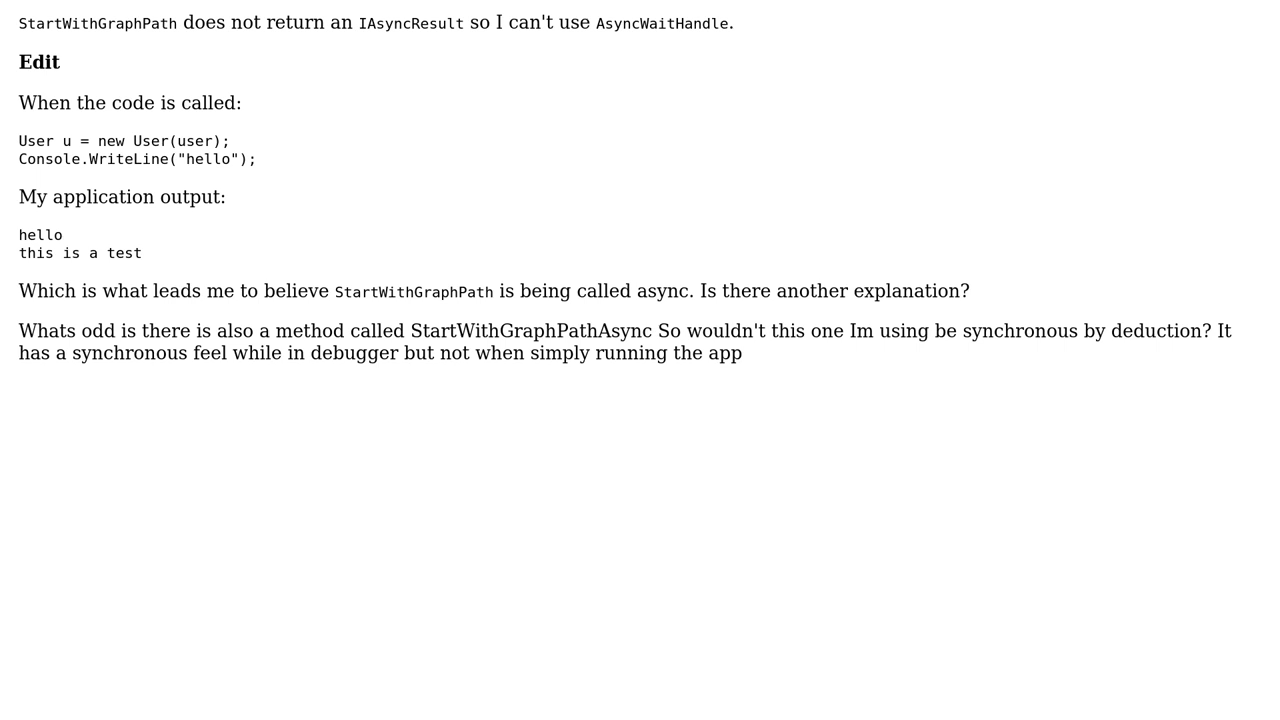 StartWithGraphPath does not return an IAsyncResult so I can't use AsyncWaitHandle.
Edit
When the code is called:
User u = new User(user);
Console.WriteLine("hello");
My application output:
hello
this is a test
Which is what leads me to believe StartWithGraphPath is being called async. Is there another explanation?
Whats odd is there is also a method called StartWithGraphPathAsync So wouldn't this one Im using be synchronous by deduction? It
has a synchronous feel while in debugger but not when simply running the app